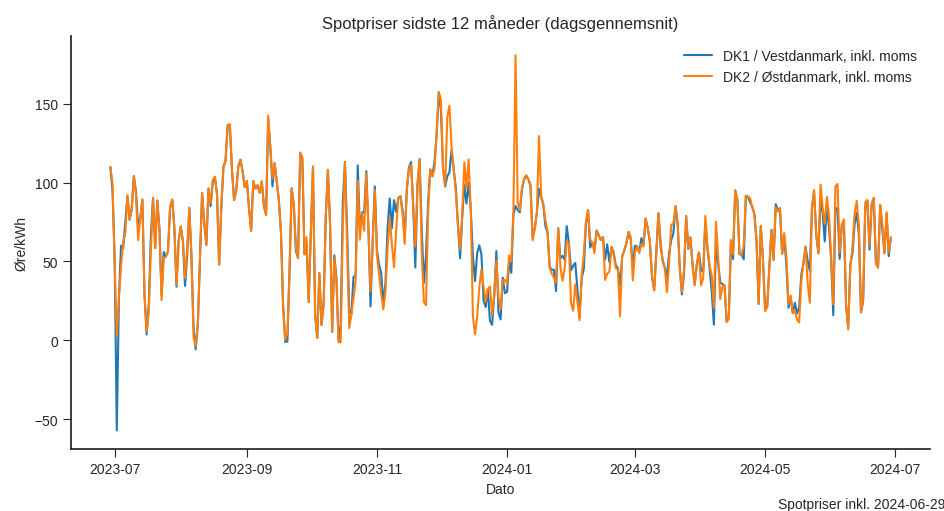 Spotpriser sidste 12 måneder (dagsgennemsnit)
DK1 / Vestdanmark, inkl. moms
DK2 / Østdanmark, inkl. moms
Øre/kWh
150
100
50
0
−50
2023-07 2023-09 2023-11 2024-01 2024-03 2024-05 2024-07
Dato
Spotpriser inkl. 2024-06-29